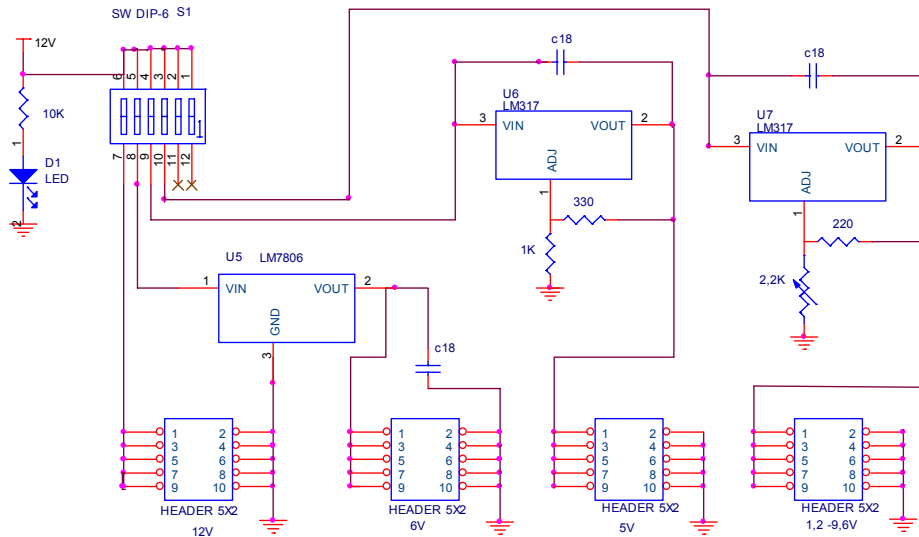 SW DIP-6 S1
12V
6 5 4 3 2 1
1
7 8 9 10 11 12
10K
1
D1
LED
2
c18
U6
LM317
3 VIN VOUT 2
ADJ
1
330
1K
c18
U7
LM317
3 VIN VOUT 2
ADJ
1
220
2,2K
U5 LM7806
1 VIN VOUT 2
GND
3
c18
1 2
3 4
5 6
7 8
9 10
HEADER 5X2
12V
1 2
3 4
5 6
7 8
9 10
HEADER 5X2
6V
1 2
3 4
5 6
7 8
9 10
HEADER 5X2
5V
1 2
3 4
5 6
7 8
9 10
HEADER 5X2
1,2 -9,6V